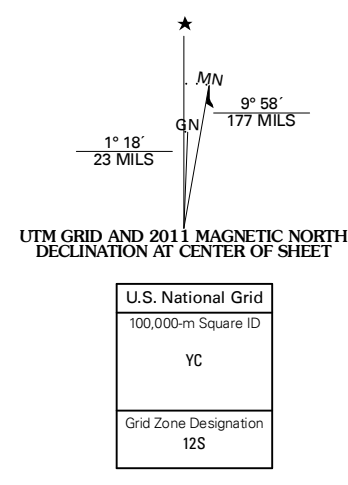 MN
9° 58´
177 MILS
GN
1° 18´
23 MILS
UTM GRID AND 2011 MAGNETIC NORTH
DECLINATION AT CENTER OF SHEET
U.S. National Grid
100,000-m Square ID
YC
Grid Zone Designation
12S